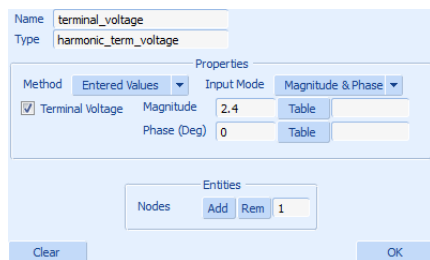 Name terminal_voltage
Type harmonic_term_voltage
Properties
Method Entered Values Input Mode Magnitude & Phase
Terminal Voltage Magnitude 2.4 Table
Phase (Deg) 0 Table
Entities
Nodes Add Rem 1
Clear OK